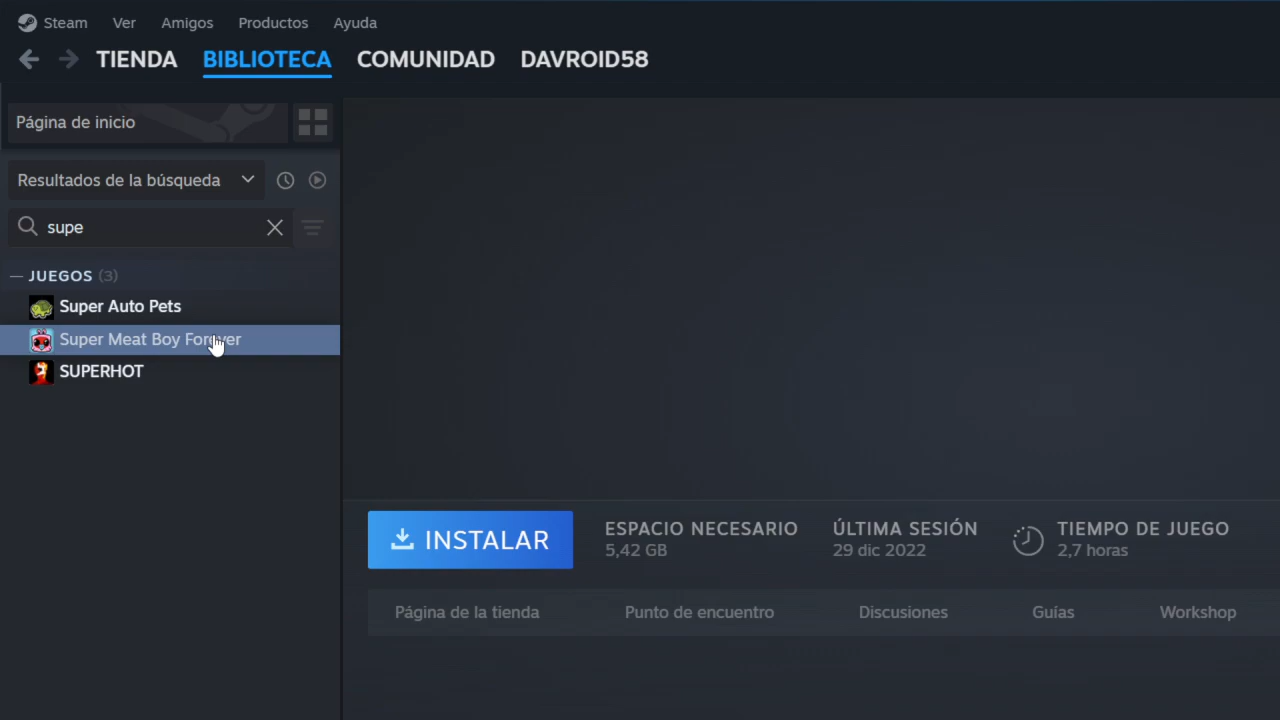 Steam Ver Amigos Productos Ayuda
TIENDA BIBLIOTECA COMUNIDAD DAVROID58
Página de inicio
Resultados de la búsqueda
supe
JUEGOS (3)
Super Auto Pets
Super Meat Boy Forever
SUPERHOT
INSTALAR
ESPACIO NECESARIO
5,42 GB
ÚLTIMA SESIÓN
29 dic 2022
TIEMPO DE JUEGO
2,7 horas
Página de la tienda Punto de encuentro Discusiones Guías Workshop